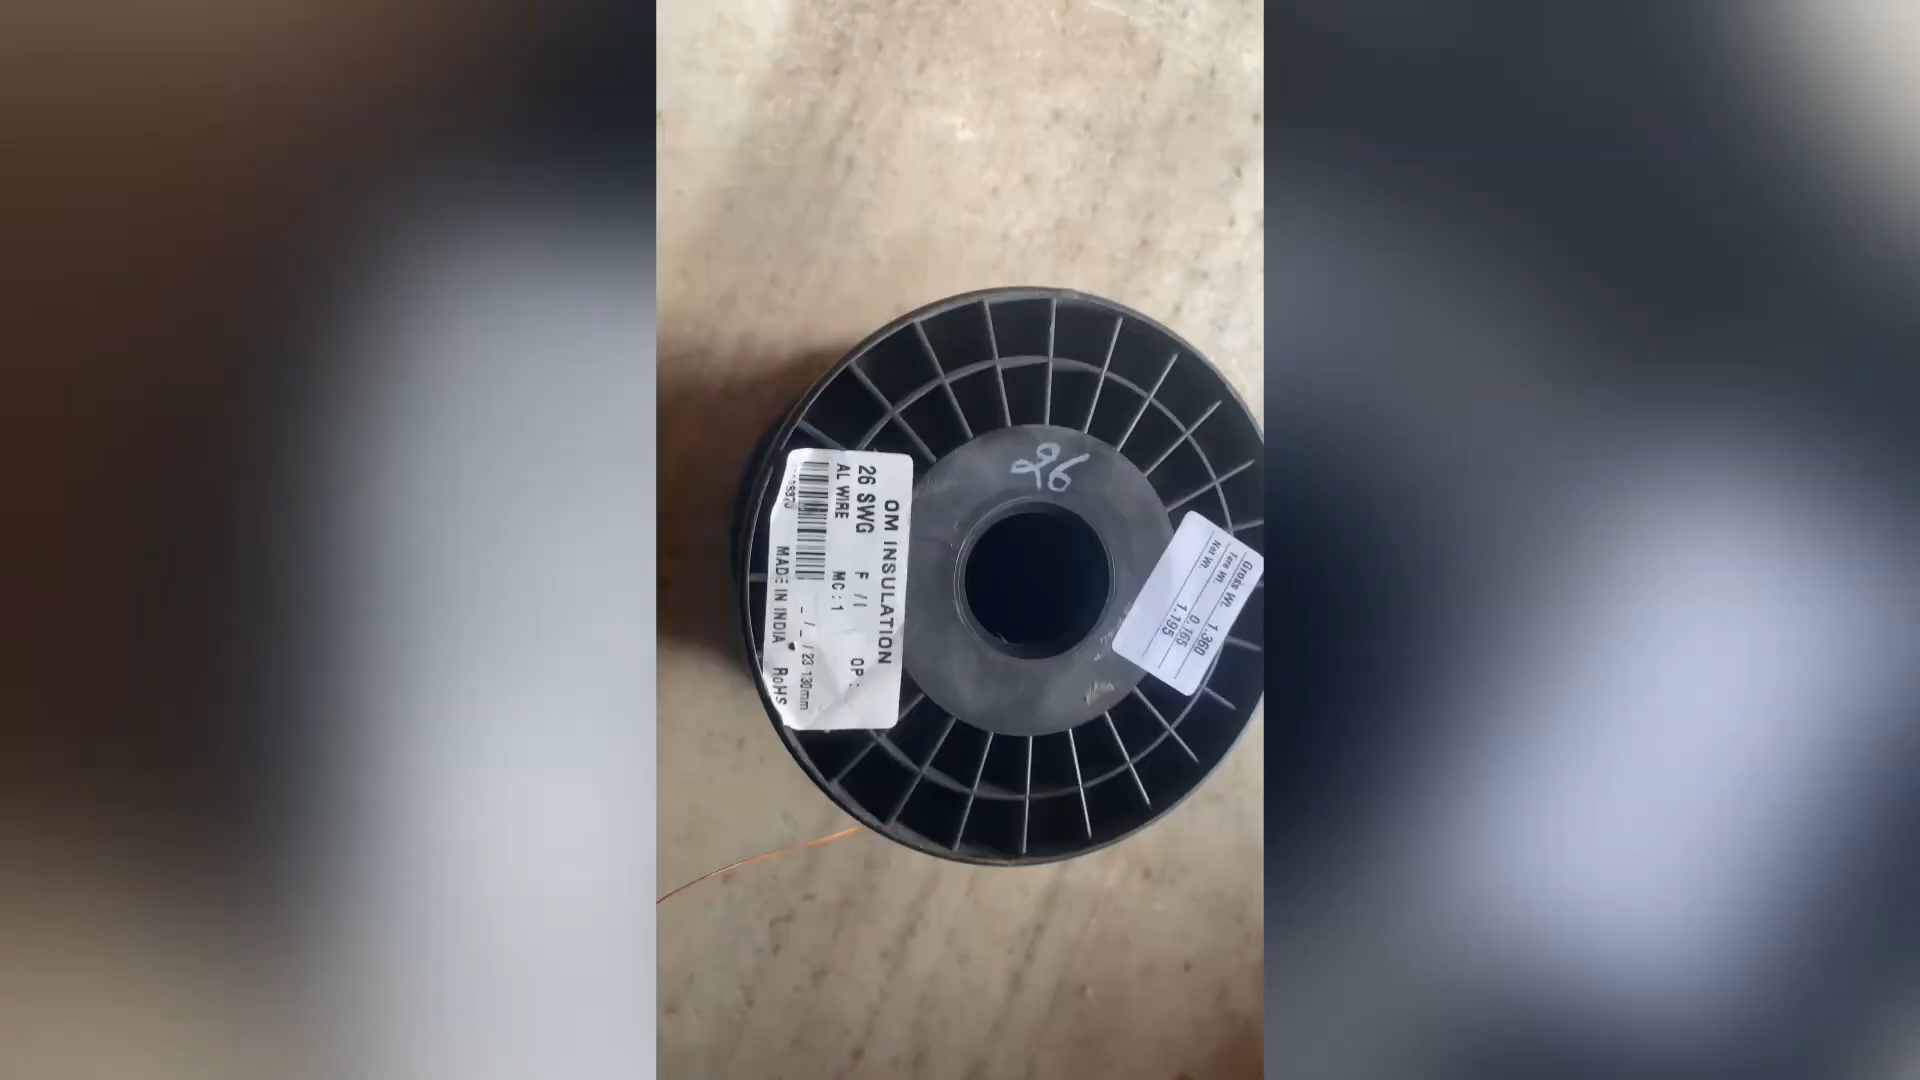 OM INSULATION
26 SWG F /I OP :
AL WIRE MC : 1
_ / _ / 23 130mm
MADE IN INDIA RoHS
26
Gross Wt. 1.360
Tare Wt. 0.165
Net Wt. 1.195